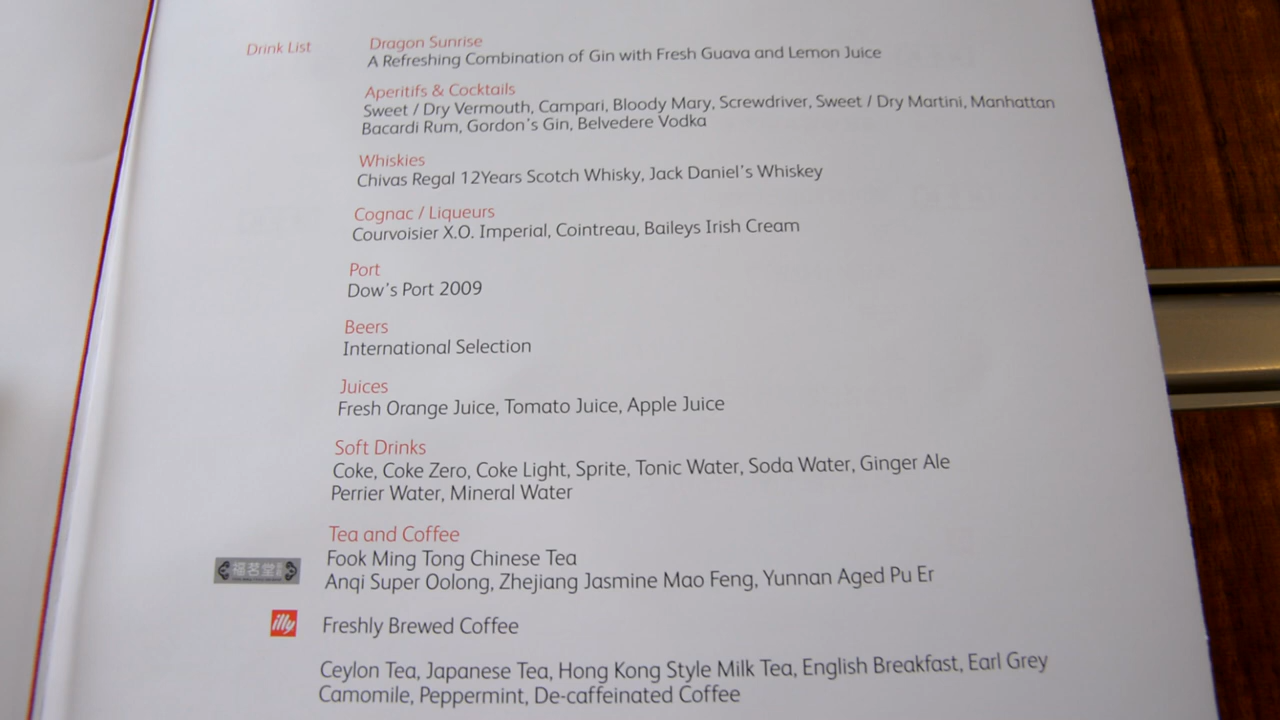 Drink List
Dragon Sunrise
A Refreshing Combination of Gin with Fresh Guava and Lemon Juice
Aperitifs & Cocktails
Sweet / Dry Vermouth, Campari, Bloody Mary, Screwdriver, Sweet / Dry Martini, Manhattan
Bacardi Rum, Gordon's Gin, Belvedere Vodka
Whiskies
Chivas Regal 12Years Scotch Whisky, Jack Daniel's Whiskey
Cognac / Liqueurs
Courvoisier X.O. Imperial, Cointreau, Baileys Irish Cream
Port
Dow's Port 2009
Beers
International Selection
Juices
Fresh Orange Juice, Tomato Juice, Apple Juice
Soft Drinks
Coke, Coke Zero, Coke Light, Sprite, Tonic Water, Soda Water, Ginger Ale
Perrier Water, Mineral Water
Tea and Coffee
Fook Ming Tong Chinese Tea
福茗堂
Anqi Super Oolong, Zhejiang Jasmine Mao Feng, Yunnan Aged Pu Er
illy
Freshly Brewed Coffee
Ceylon Tea, Japanese Tea, Hong Kong Style Milk Tea, English Breakfast, Earl Grey
Camomile, Peppermint, De-caffeinated Coffee